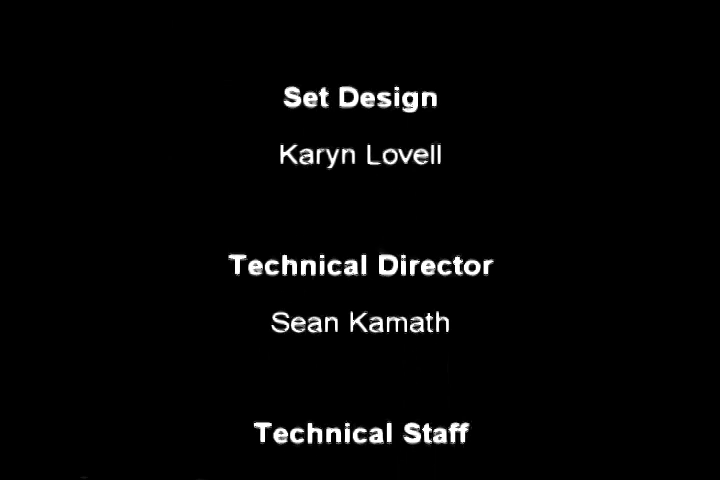 Set Design
Karyn Lovell
Technical Director
Sean Kamath
Technical Staff